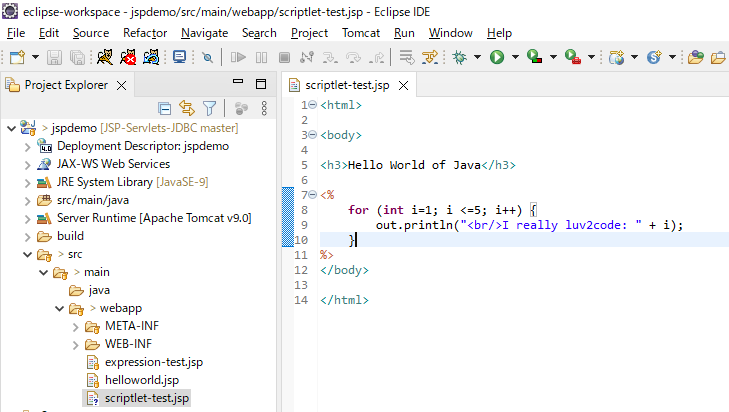 eclipse-workspace - jspdemo/src/main/webapp/scriptlet-test.jsp - Eclipse IDE
File Edit Source Refactor Navigate Search Project Tomcat Run Window Help
Project Explorer
> jspdemo [JSP-Servlets-JDBC master]
Deployment Descriptor: jspdemo
JAX-WS Web Services
JRE System Library [JavaSE-9]
> src/main/java
Server Runtime [Apache Tomcat v9.0]
build
> src
> main
java
> webapp
META-INF
WEB-INF
expression-test.jsp
helloworld.jsp
scriptlet-test.jsp
scriptlet-test.jsp
1 <html>
2
3 <body>
4
5 <h3>Hello World of Java</h3>
6
7 <%
8     for (int i=1; i <=5; i++) {
9         out.println("<br/>I really luv2code: " + i);
10     }
11 %>
12 </body>
13
14 </html>